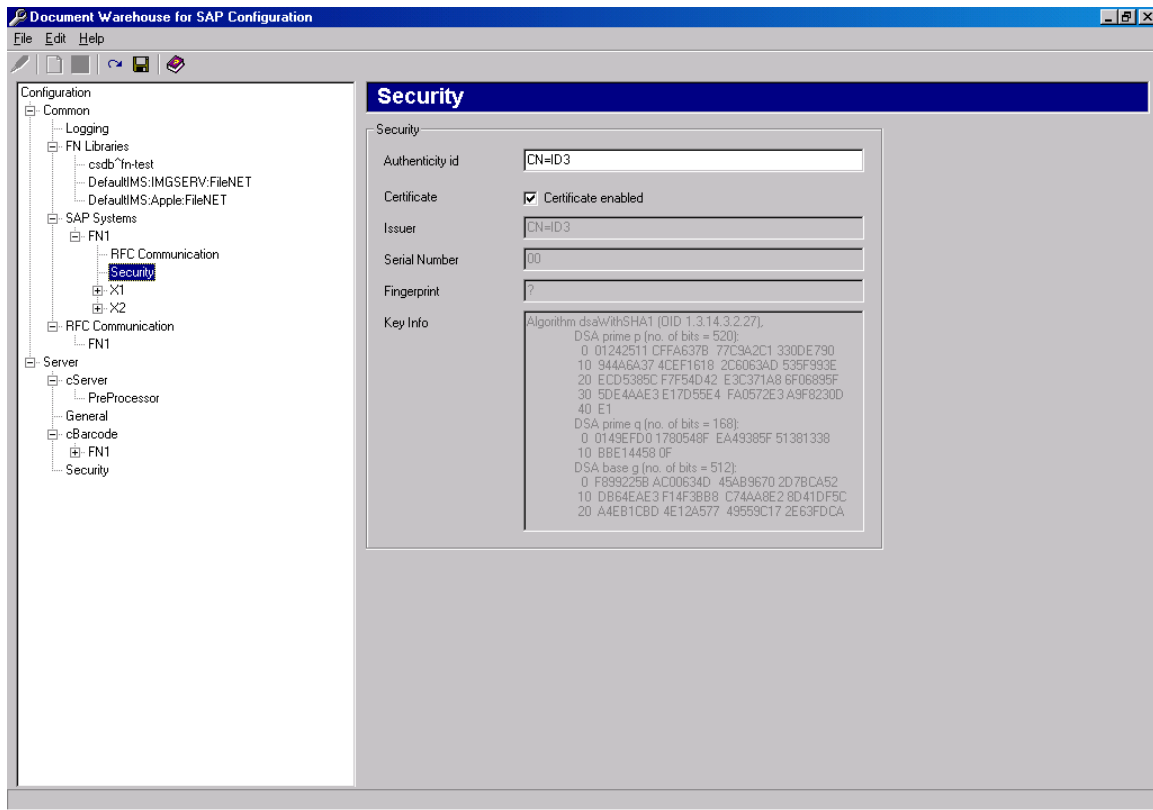 Document Warehouse for SAP Configuration
File Edit Help
Configuration
Common
Logging
FN Libraries
csdb^fn-test
DefaultIMS:IMGSERV:FileNET
DefaultIMS:Apple:FileNET
SAP Systems
FN1
RFC Communication
Security
X1
X2
RFC Communication
FN1
Server
cServer
PreProcessor
General
cBarcode
FN1
Security
Security
Security
Authenticity id CN=ID3
Certificate Certificate enabled
Issuer CN=ID3
Serial Number 00
Fingerprint ?
Key Info Algorithm dsaWithSHA1 (OID 1.3.14.3.2.27),
DSA prime p (no. of bits = 520):
0 01242511 CFFA637B 77C9A2C1 330DE790
10 944A6A37 4CEF1618 2C6063AD 535F993E
20 ECD5385C F7F54D42 E3C371A8 6F06895F
30 5DE4AAE3 E17D55E4 FA0572E3 A9F8230D
40 E1
DSA prime q (no. of bits = 168):
0 0149EFD0 1780548F EA49385F 51381338
10 BBE14458 0F
DSA base g (no. of bits = 512):
0 F899225B AC00634D 45AB9670 2D7BCA52
10 DB64EAE3 F14F3BB8 C74AA8E2 8D41DF5C
20 A4EB1CBD 4E12A577 49559C17 2E63FDCA